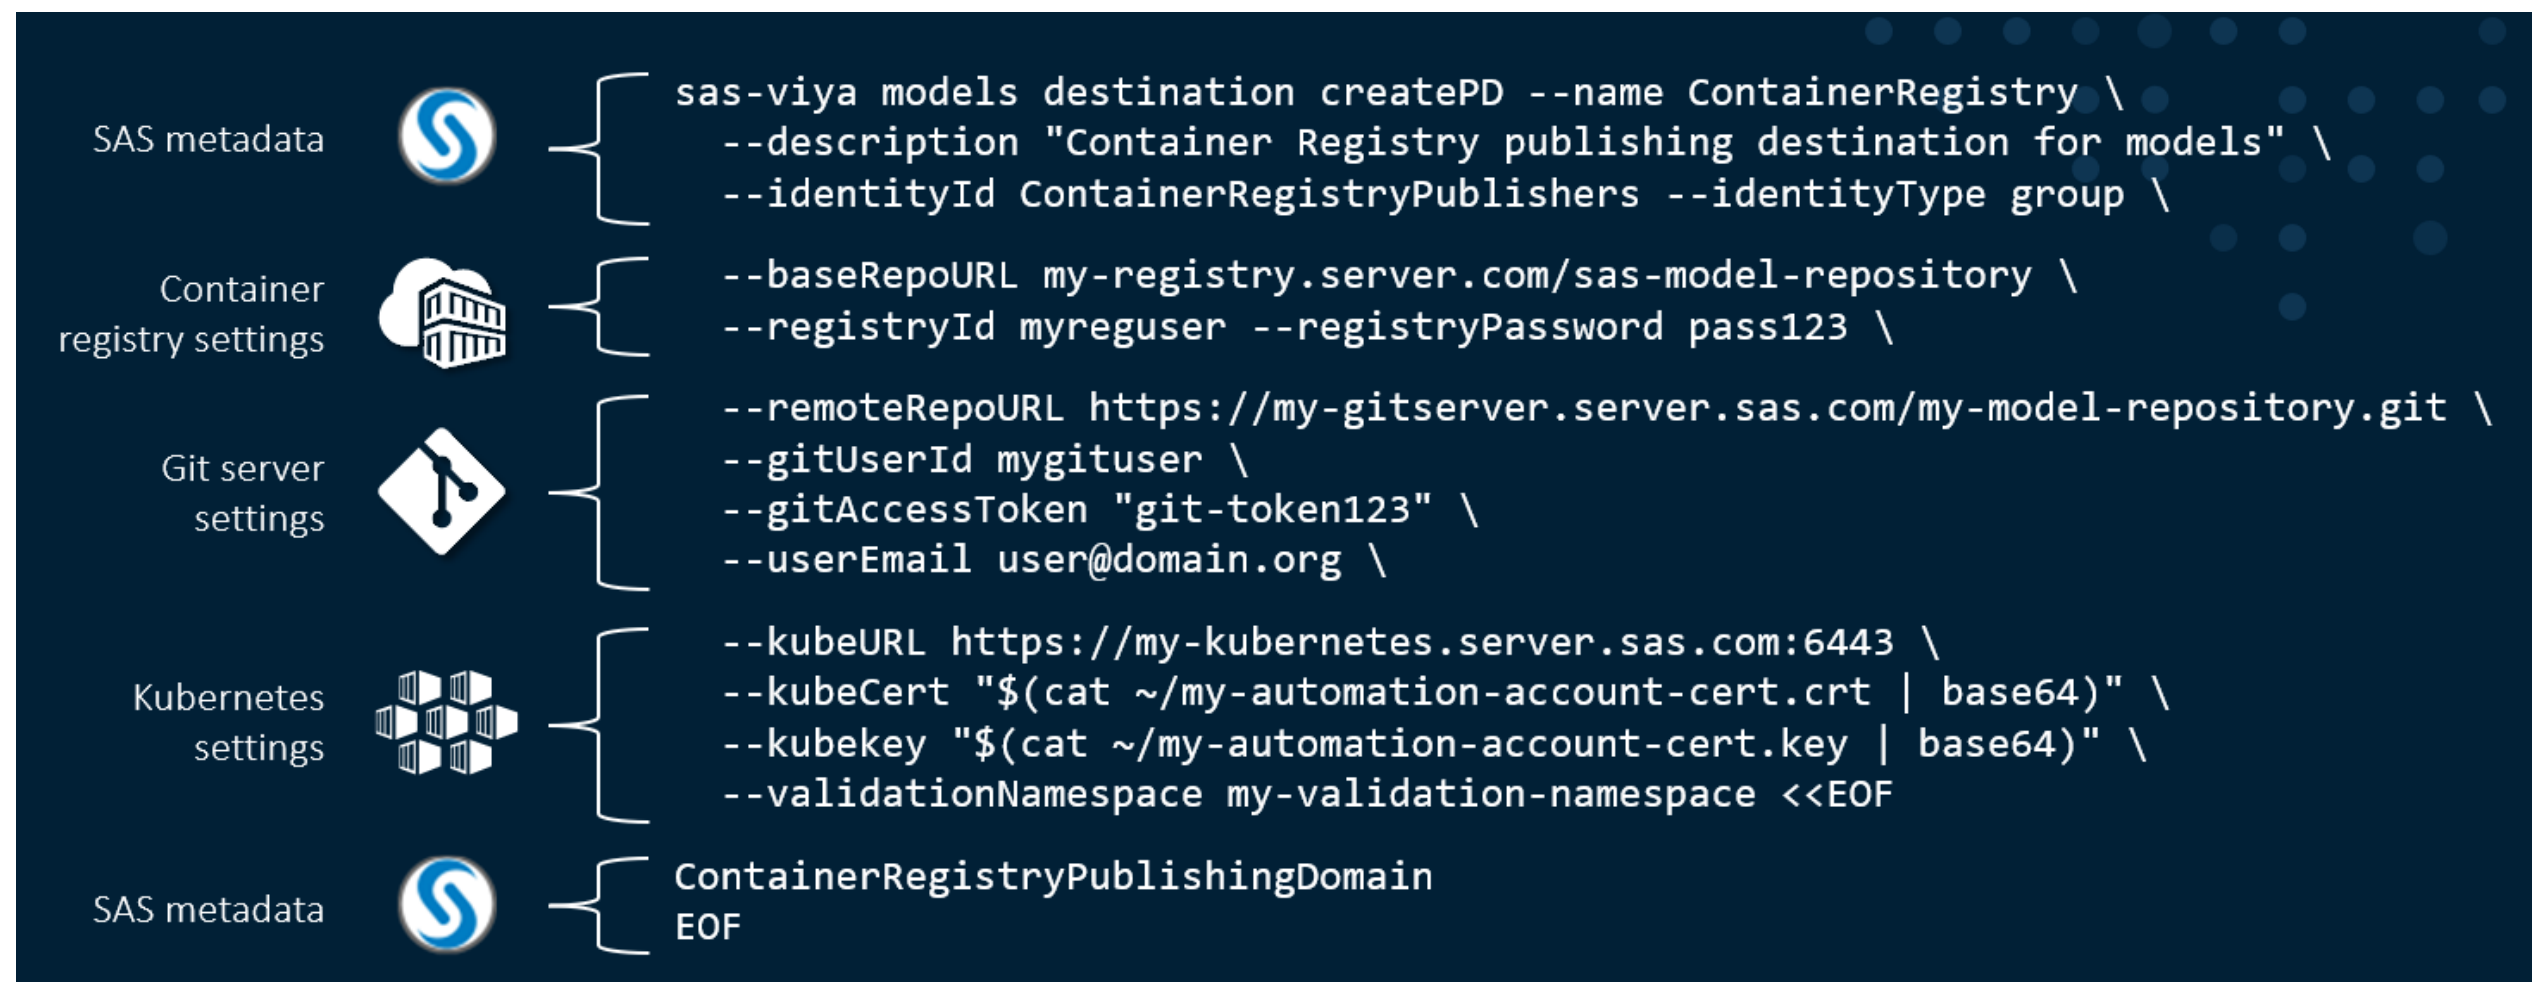 SAS metadata
sas-viya models destination createPD --name ContainerRegistry \
--description "Container Registry publishing destination for models" \
--identityId ContainerRegistryPublishers --identityType group \
Container
registry settings
--baseRepoURL my-registry.server.com/sas-model-repository \
--registryId myreguser --registryPassword pass123 \
Git server
settings
--remoteRepoURL https://my-gitserver.server.sas.com/my-model-repository.git \
--gitUserId mygituser \
--gitAccessToken "git-token123" \
--userEmail user@domain.org \
Kubernetes
settings
--kubeURL https://my-kubernetes.server.sas.com:6443 \
--kubeCert "$(cat ~/my-automation-account-cert.crt | base64)" \
--kubekey "$(cat ~/my-automation-account-cert.key | base64)" \
--validationNamespace my-validation-namespace <<EOF
SAS metadata
ContainerRegistryPublishingDomain
EOF